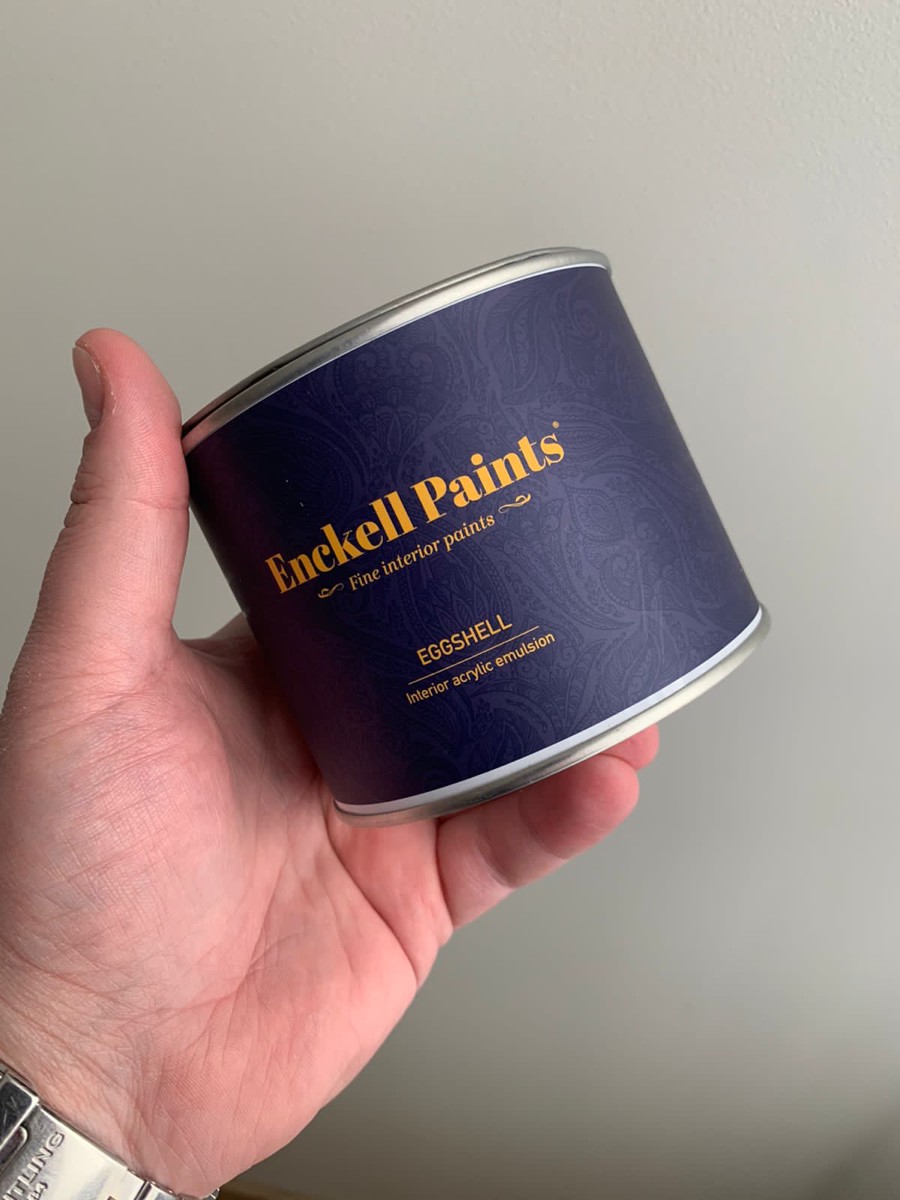 Enckell Paints®
Fine interior paints
EGGSHELL
Interior acrylic emulsion